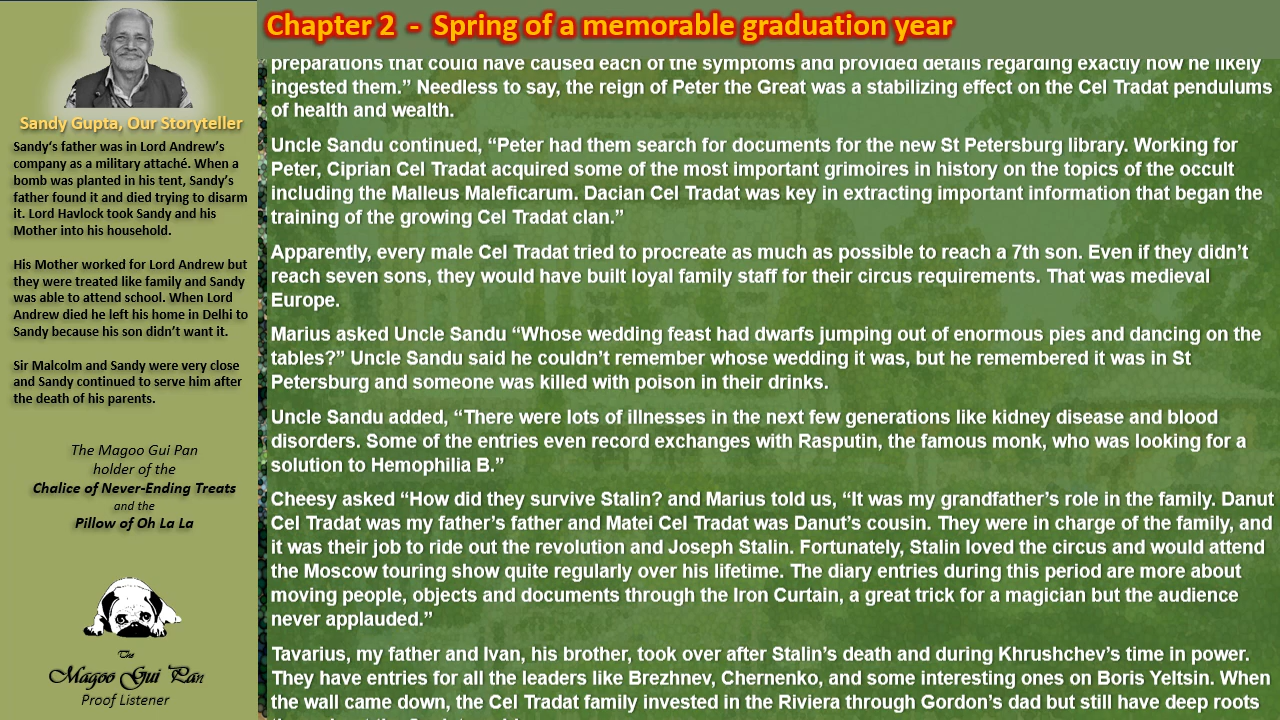 Chapter 2 - Spring of a memorable graduation year
Sandy Gupta, Our Storyteller
Sandy‘s father was in Lord Andrew’s
company as a military attaché. When a
bomb was planted in his tent, Sandy’s
father found it and died trying to disarm
it. Lord Havlock took Sandy and his
Mother into his household.
His Mother worked for Lord Andrew but
they were treated like family and Sandy
was able to attend school. When Lord
Andrew died he left his home in Delhi to
Sandy because his son didn’t want it.
Sir Malcolm and Sandy were very close
and Sandy continued to serve him after
the death of his parents.
The Magoo Gui Pan
holder of the
Chalice of Never-Ending Treats
and the
Pillow of Oh La La
The
Magoo Gui Pan
Proof Listener
preparations that could have caused each of the symptoms and provided details regarding exactly how he likely
ingested them.” Needless to say, the reign of Peter the Great was a stabilizing effect on the Cel Tradat pendulums
of health and wealth.
Uncle Sandu continued, “Peter had them search for documents for the new St Petersburg library. Working for
Peter, Ciprian Cel Tradat acquired some of the most important grimoires in history on the topics of the occult
including the Malleus Maleficarum. Dacian Cel Tradat was key in extracting important information that began the
training of the growing Cel Tradat clan.”
Apparently, every male Cel Tradat tried to procreate as much as possible to reach a 7th son. Even if they didn’t
reach seven sons, they would have built loyal family staff for their circus requirements. That was medieval
Europe.
Marius asked Uncle Sandu “Whose wedding feast had dwarfs jumping out of enormous pies and dancing on the
tables?” Uncle Sandu said he couldn’t remember whose wedding it was, but he remembered it was in St
Petersburg and someone was killed with poison in their drinks.
Uncle Sandu added, “There were lots of illnesses in the next few generations like kidney disease and blood
disorders. Some of the entries even record exchanges with Rasputin, the famous monk, who was looking for a
solution to Hemophilia B.”
Cheesy asked “How did they survive Stalin? and Marius told us, “It was my grandfather’s role in the family. Danut
Cel Tradat was my father’s father and Matei Cel Tradat was Danut’s cousin. They were in charge of the family, and
it was their job to ride out the revolution and Joseph Stalin. Fortunately, Stalin loved the circus and would attend
the Moscow touring show quite regularly over his lifetime. The diary entries during this period are more about
moving people, objects and documents through the Iron Curtain, a great trick for a magician but the audience
never applauded.”
Tavarius, my father and Ivan, his brother, took over after Stalin’s death and during Khrushchev’s time in power.
They have entries for all the leaders like Brezhnev, Chernenko, and some interesting ones on Boris Yeltsin. When
the wall came down, the Cel Tradat family invested in the Riviera through Gordon’s dad but still have deep roots